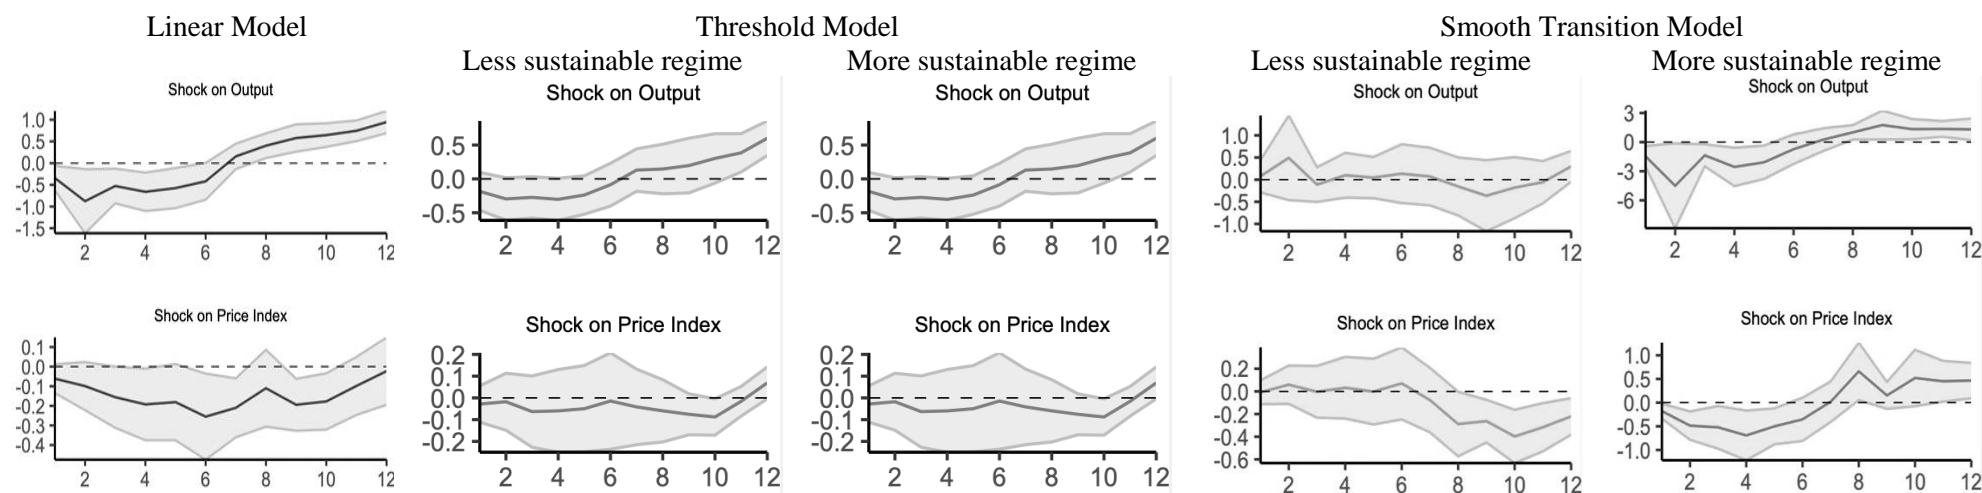 Linear Model
Threshold Model
Smooth Transition Model
Less sustainable regime
More sustainable regime
Less sustainable regime
More sustainable regime
Shock on Output
1.0
0.5
0.0
-0.5
-1.0
-1.5
2 4 6 8 10 12
Shock on Output
0.5
0.0
-0.5
2 4 6 8 10 12
Shock on Output
0.5
0.0
-0.5
2 4 6 8 10 12
Shock on Output
1.0
0.5
0.0
-0.5
-1.0
2 4 6 8 10 12
Shock on Output
3
0
-3
-6
2 4 6 8 10 12
Shock on Price Index
0.1
0.0
-0.1
-0.2
-0.3
-0.4
2 4 6 8 10 12
Shock on Price Index
0.2
0.1
0.0
-0.1
-0.2
2 4 6 8 10 12
Shock on Price Index
0.2
0.1
0.0
-0.1
-0.2
2 4 6 8 10 12
Shock on Price Index
0.2
0.0
-0.2
-0.4
-0.6
2 4 6 8 10 12
Shock on Price Index
1.0
0.5
0.0
-0.5
-1.0
2 4 6 8 10 12